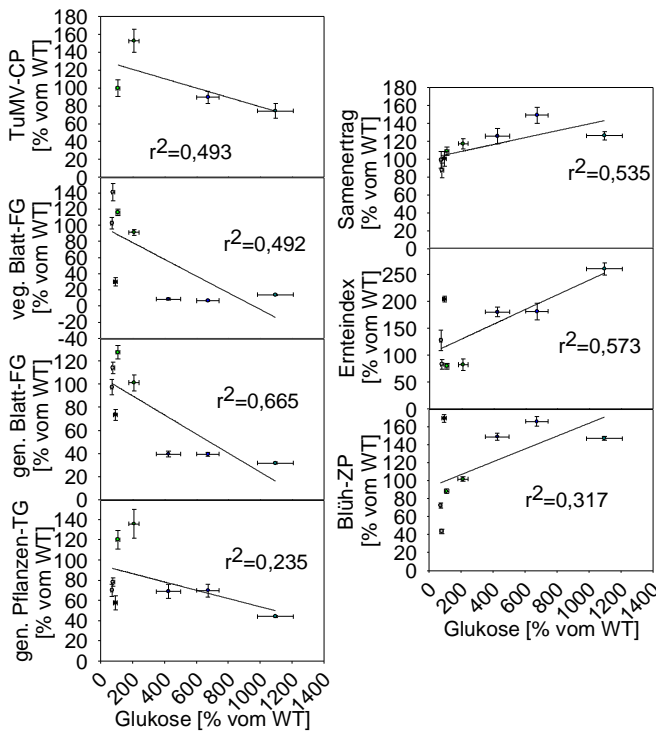 TuMV-CP
[% vom WT]
180
160
140
120
100
80
60
40
20
0
r²=0,493
veg. Blatt-FG
[% vom WT]
140
120
100
80
60
40
20
0
-20
-40
r²=0,492
gen. Blatt-FG
[% vom WT]
140
120
100
80
60
40
20
0
r²=0,665
gen. Pflanzen-TG
[% vom WT]
140
120
100
80
60
40
20
0
r²=0,235
0 200 400 600 800 1000 1200 1400
Glukose [% vom WT]
Samenertrag
[% vom WT]
180
160
140
120
100
80
60
40
20
0
r²=0,535
Ernteindex
[% vom WT]
250
200
150
100
50
0
r²=0,573
Blüh-ZP
[% vom WT]
160
140
120
100
80
60
40
20
0
r²=0,317
0 200 400 600 800 1000 1200 1400
Glukose [% vom WT]